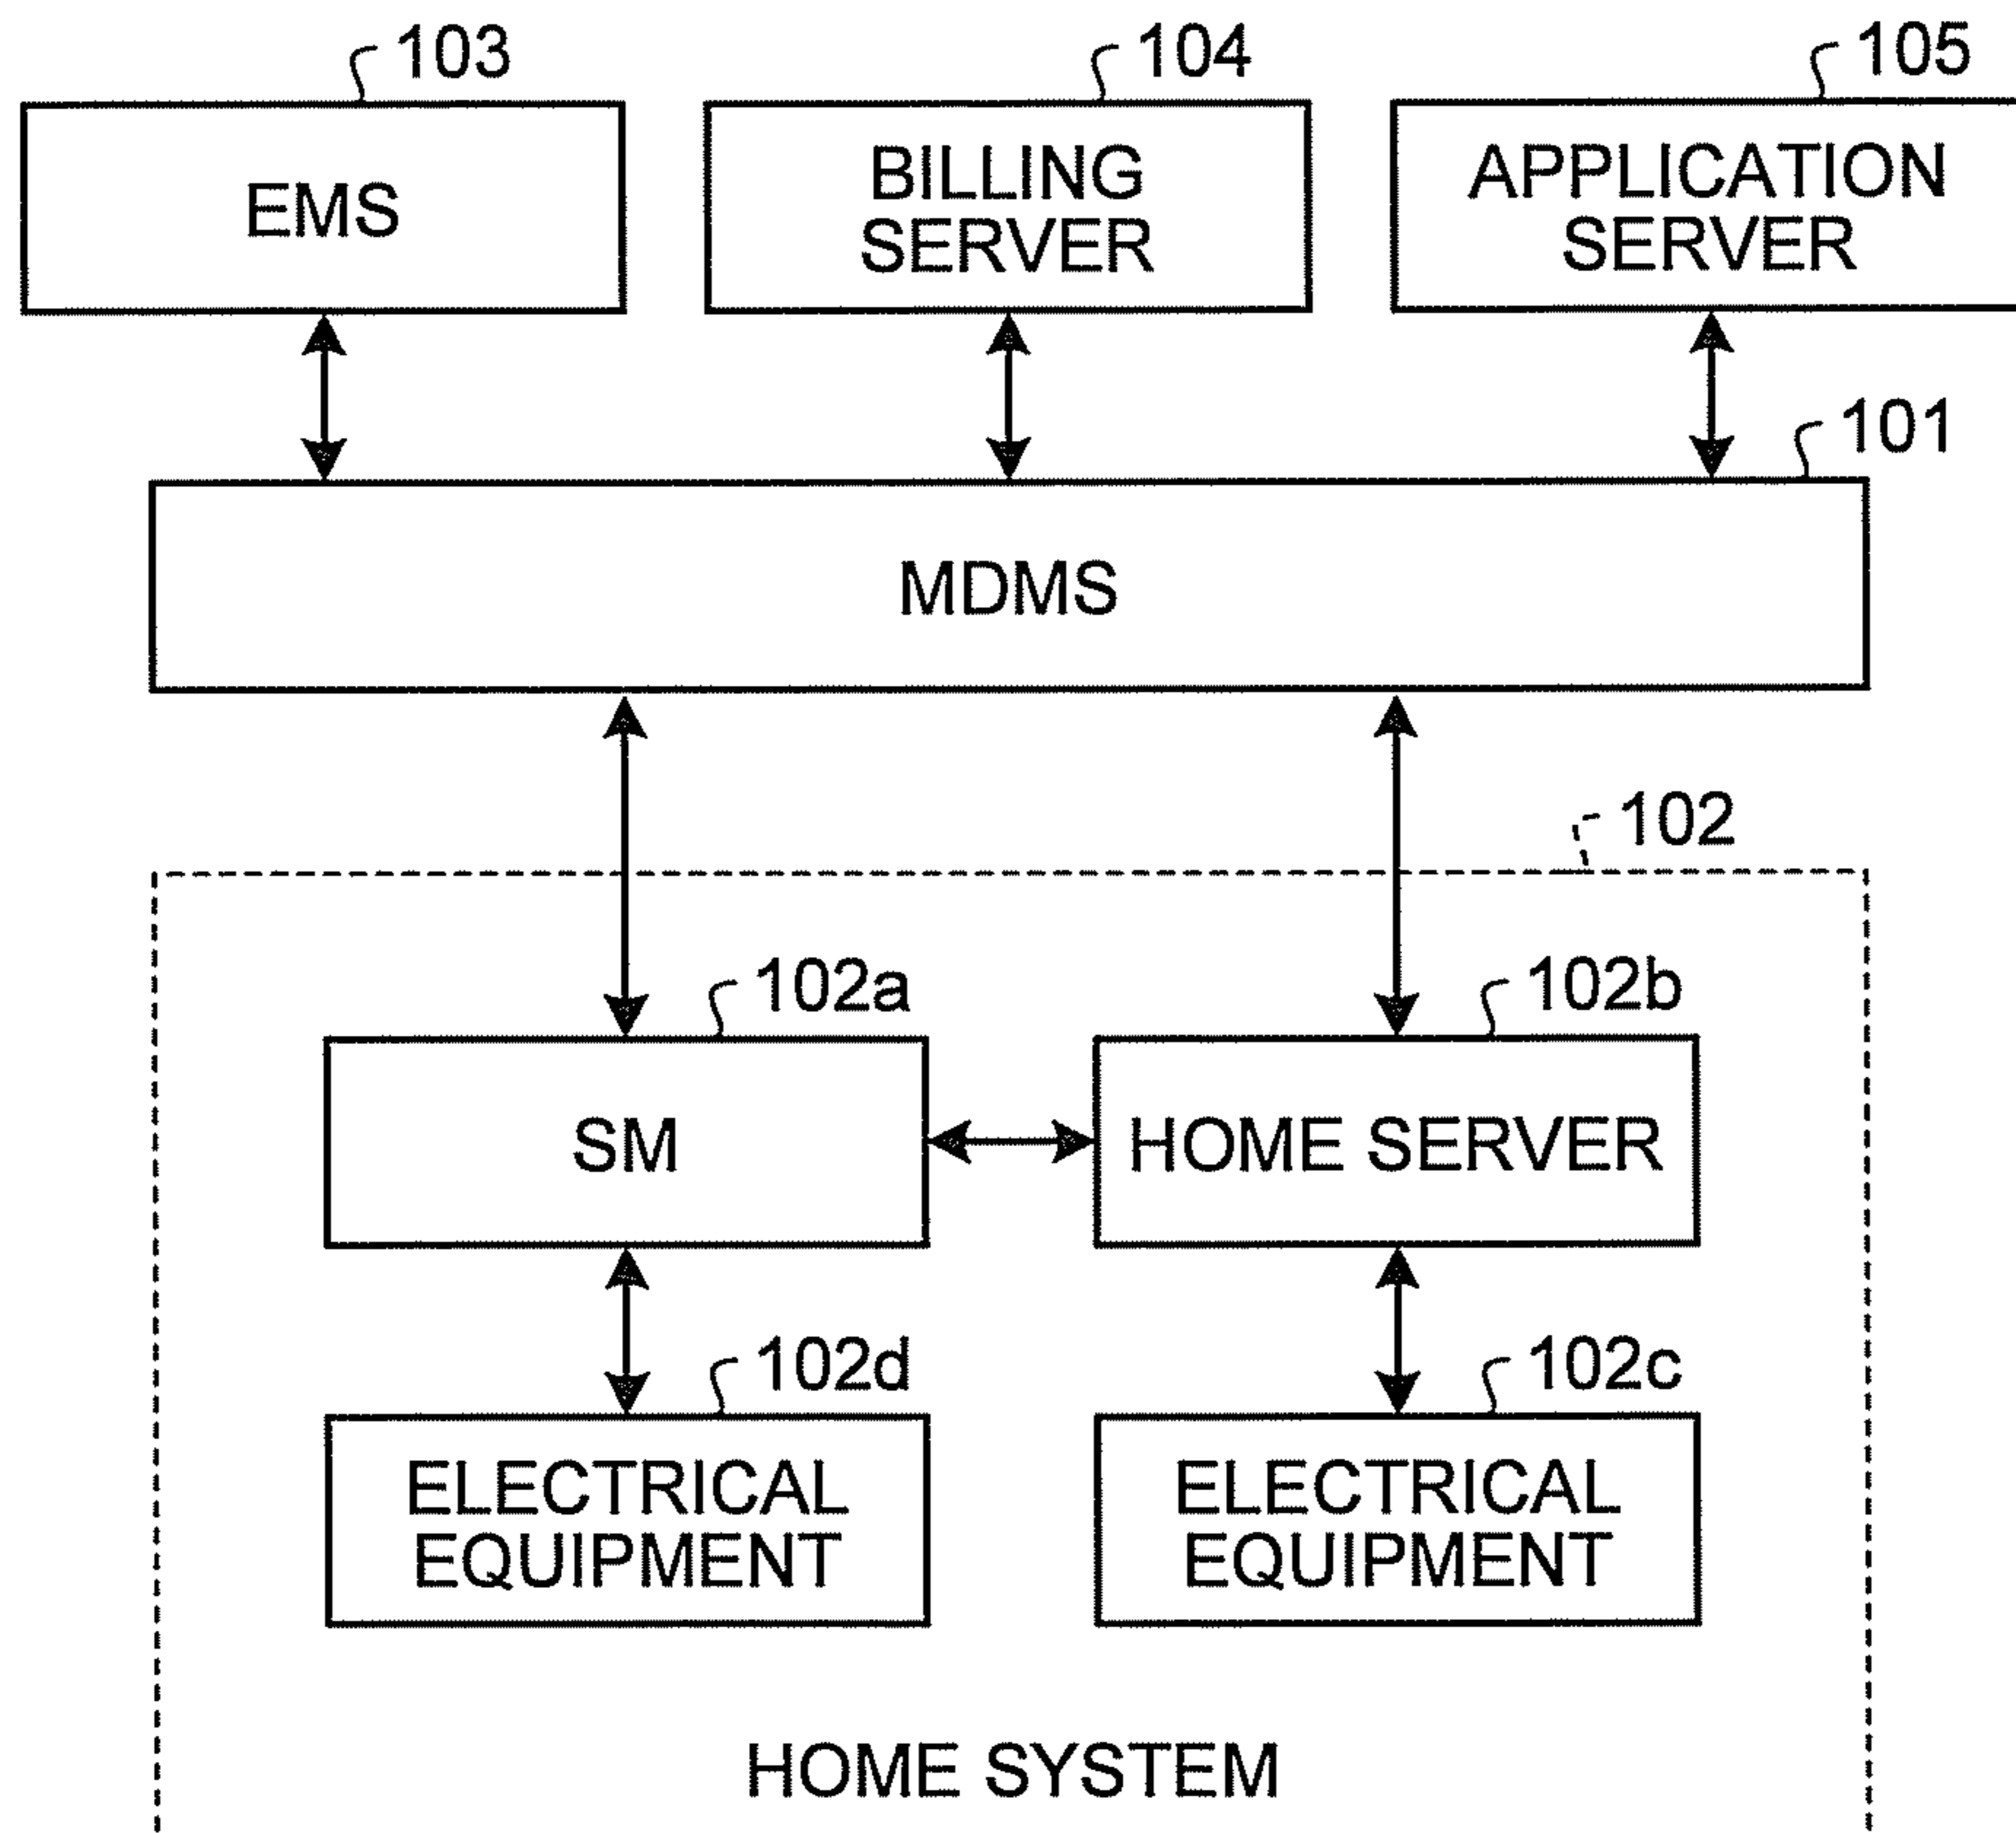 103
104
105
EMS
BILLING
SERVER
APPLICATION
SERVER
101
MDMS
102
102a
102b
SM
HOME SERVER
102d
102c
ELECTRICAL
EQUIPMENT
ELECTRICAL
EQUIPMENT
HOME SYSTEM